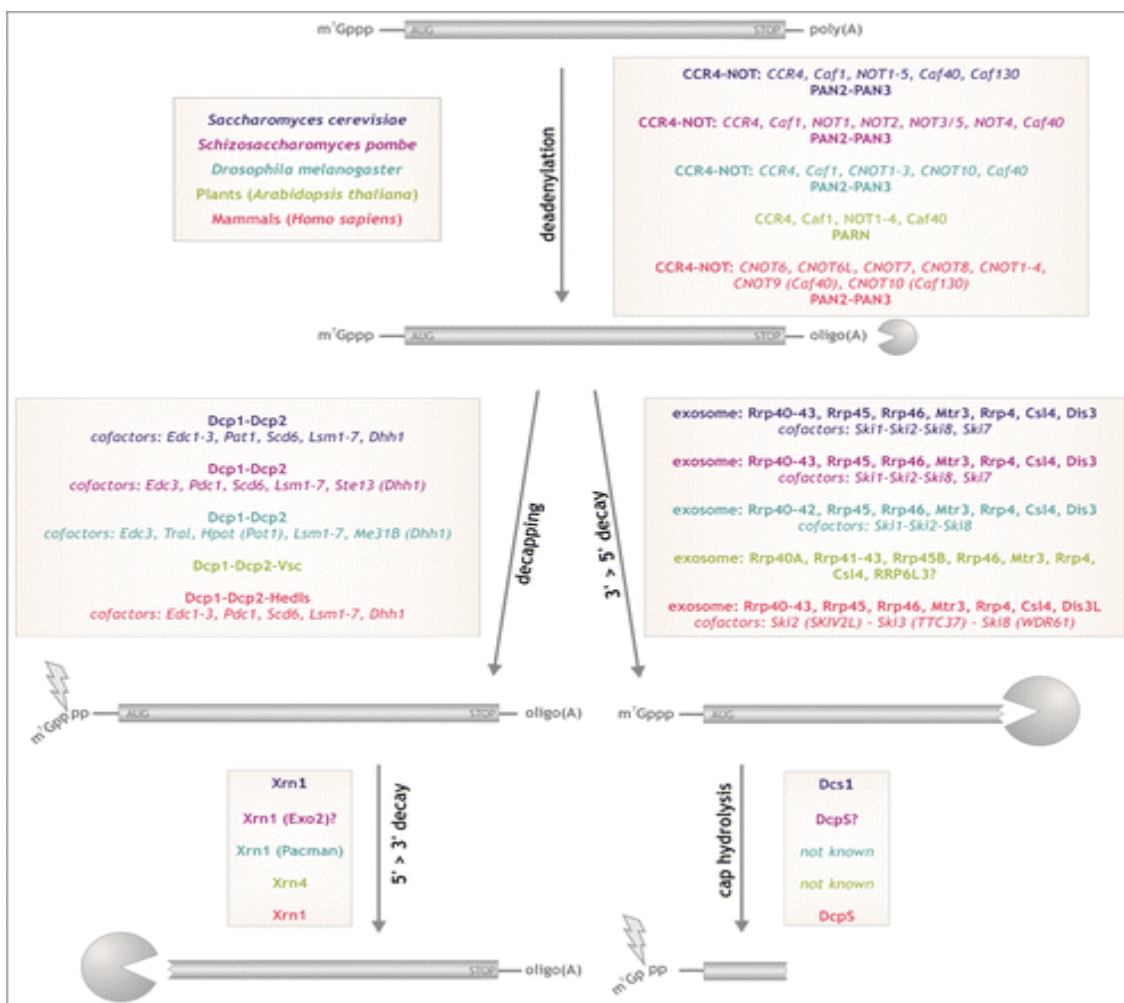 m⁷Gppp AUG STOP poly(A)
Saccharomyces cerevisiae
Schizosaccharomyces pombe
Drosophila melanogaster
Plants (Arabidopsis thaliana)
Mammals (Homo sapiens)
deadenylation
CCR4-NOT: CCR4, Caf1, NOT1-5, Caf40, Caf130
PAN2-PAN3
CCR4-NOT: CCR4, Caf1, NOT1, NOT2, NOT3/5, NOT4, Caf40
PAN2-PAN3
CCR4-NOT: CCR4, Caf1, CNOT1-3, CNOT10, Caf40
PAN2-PAN3
CCR4, Caf1, NOT1-4, Caf40
PARN
CCR4-NOT: CNOT6, CNOT6L, CNOT7, CNOT8, CNOT1-4,
CNOT9 (Caf40), CNOT10 (Caf130)
PAN2-PAN3
m⁷Gppp AUG STOP oligo(A)
Dcp1-Dcp2
cofactors: Edc1-3, Pat1, Scd6, Lsm1-7, Dhh1
Dcp1-Dcp2
cofactors: Edc3, Pdc1, Scd6, Lsm1-7, Ste13 (Dhh1)
Dcp1-Dcp2
cofactors: Edc3, Tral, Hpat (Pat1), Lsm1-7, Me31B (Dhh1)
Dcp1-Dcp2-Vsc
Dcp1-Dcp2-Hedls
cofactors: Edc1-3, Pdc1, Scd6, Lsm1-7, Dhh1
decapping
3' > 5' decay
exosome: Rrp40-43, Rrp45, Rrp46, Mtr3, Rrp4, Csl4, Dis3
cofactors: Ski1-Ski2-Ski8, Ski7
exosome: Rrp40-43, Rrp45, Rrp46, Mtr3, Rrp4, Csl4, Dis3
cofactors: Ski1-Ski2-Ski8, Ski7
exosome: Rrp40-42, Rrp45, Rrp46, Mtr3, Rrp4, Csl4, Dis3
cofactors: Ski1-Ski2-Ski8
exosome: Rrp40A, Rrp41-43, Rrp45B, Rrp46, Mtr3, Rrp4,
Csl4, RRP6L3?
exosome: Rrp40-43, Rrp45, Rrp46, Mtr3, Rrp4, Csl4, Dis3L
cofactors: Ski2 (SKIV2L) - Ski3 (TTC37) - Ski8 (WDR61)
m⁷Gpp pp AUG STOP oligo(A)
m⁷Gppp AUG
Xrn1
Xrn1 (Exo2)?
Xrn1 (Pacman)
Xrn4
Xrn1
5' > 3' decay
cap hydrolysis
Dcs1
DcpS?
not known
not known
DcpS
STOP oligo(A)
m⁷Gp pp